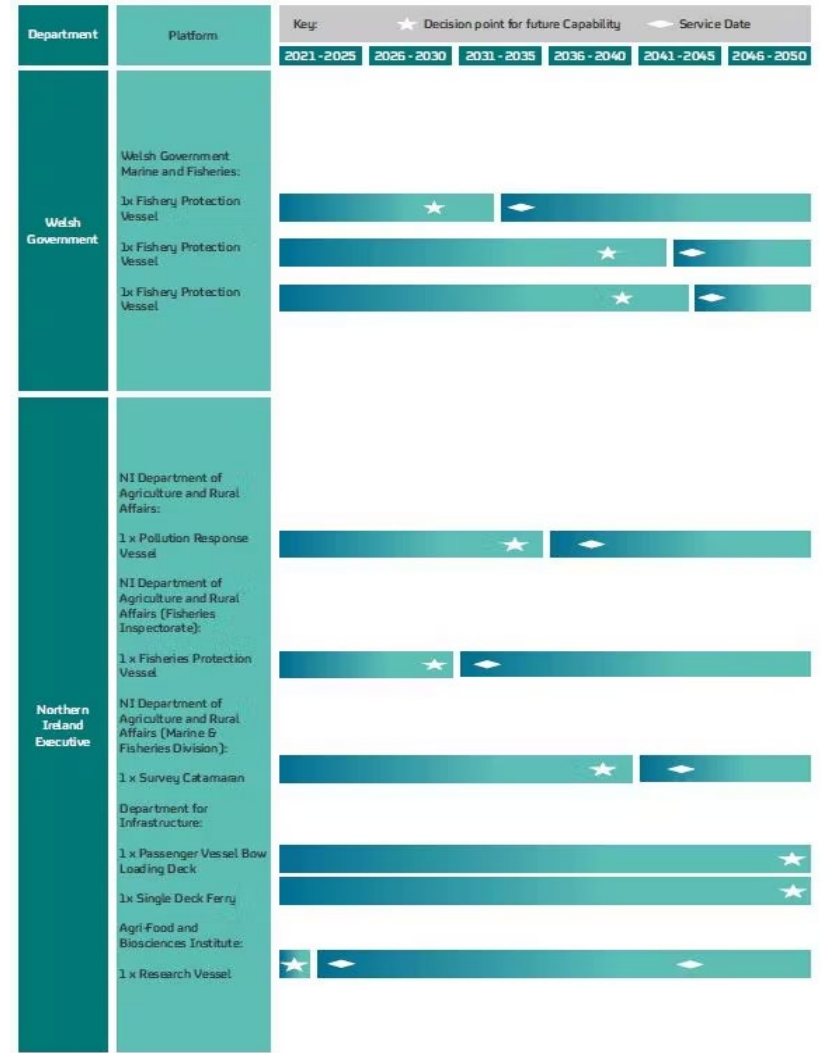 Department
Platform
Key:
Decision point for future Capability
Service Date
2021-2025
2026-2030
2031-2035
2036-2040
2041-2045
2046-2050
Welsh
Government
Welsh Government
Marine and Fisheries:
1x Fishery Protection
Vessel
1x Fishery Protection
Vessel
1x Fishery Protection
Vessel
Northern
Ireland
Executive
NI Department of
Agriculture and Rural
Affairs:
1 x Pollution Response
Vessel
NI Department of
Agriculture and Rural
Affairs (Fisheries
Inspectorate):
1 x Fisheries Protection
Vessel
NI Department of
Agriculture and Rural
Affairs (Marine &
Fisheries Division):
1 x Survey Catamaran
Department for
Infrastructure:
1 x Passenger Vessel Bow
Loading Deck
1x Single Deck Ferry
Agri-Food and
Biosciences Institute:
1 x Research Vessel